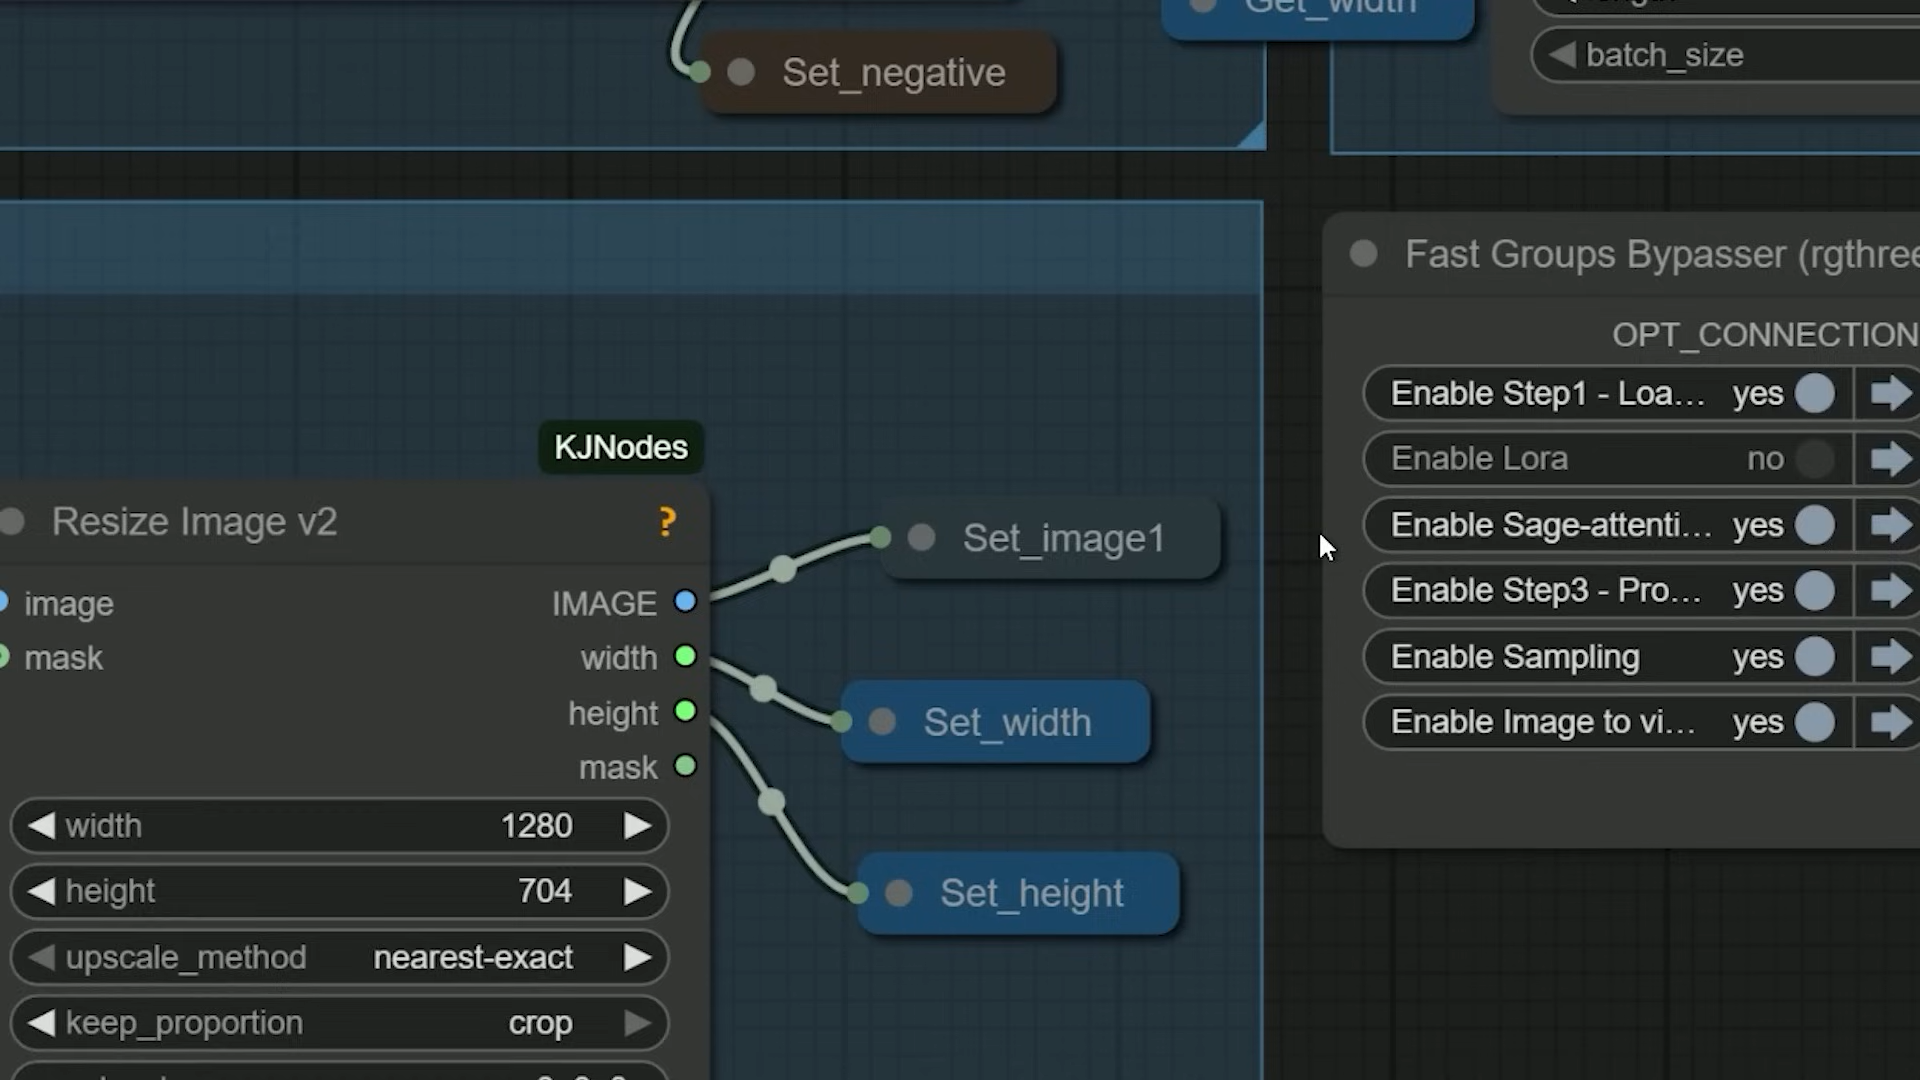 Get_width
Set_negative
batch_size
Fast Groups Bypasser (rgthree
OPT_CONNECTION
Enable Step1 - Loa... yes
Enable Lora no
Enable Sage-attenti... yes
Enable Step3 - Pro... yes
Enable Sampling yes
Enable Image to vi... yes
KJNodes
Resize Image v2 ?
image IMAGE
mask width
height
mask
Set_image1
Set_width
Set_height
width 1280
height 704
upscale_method nearest-exact
keep_proportion crop